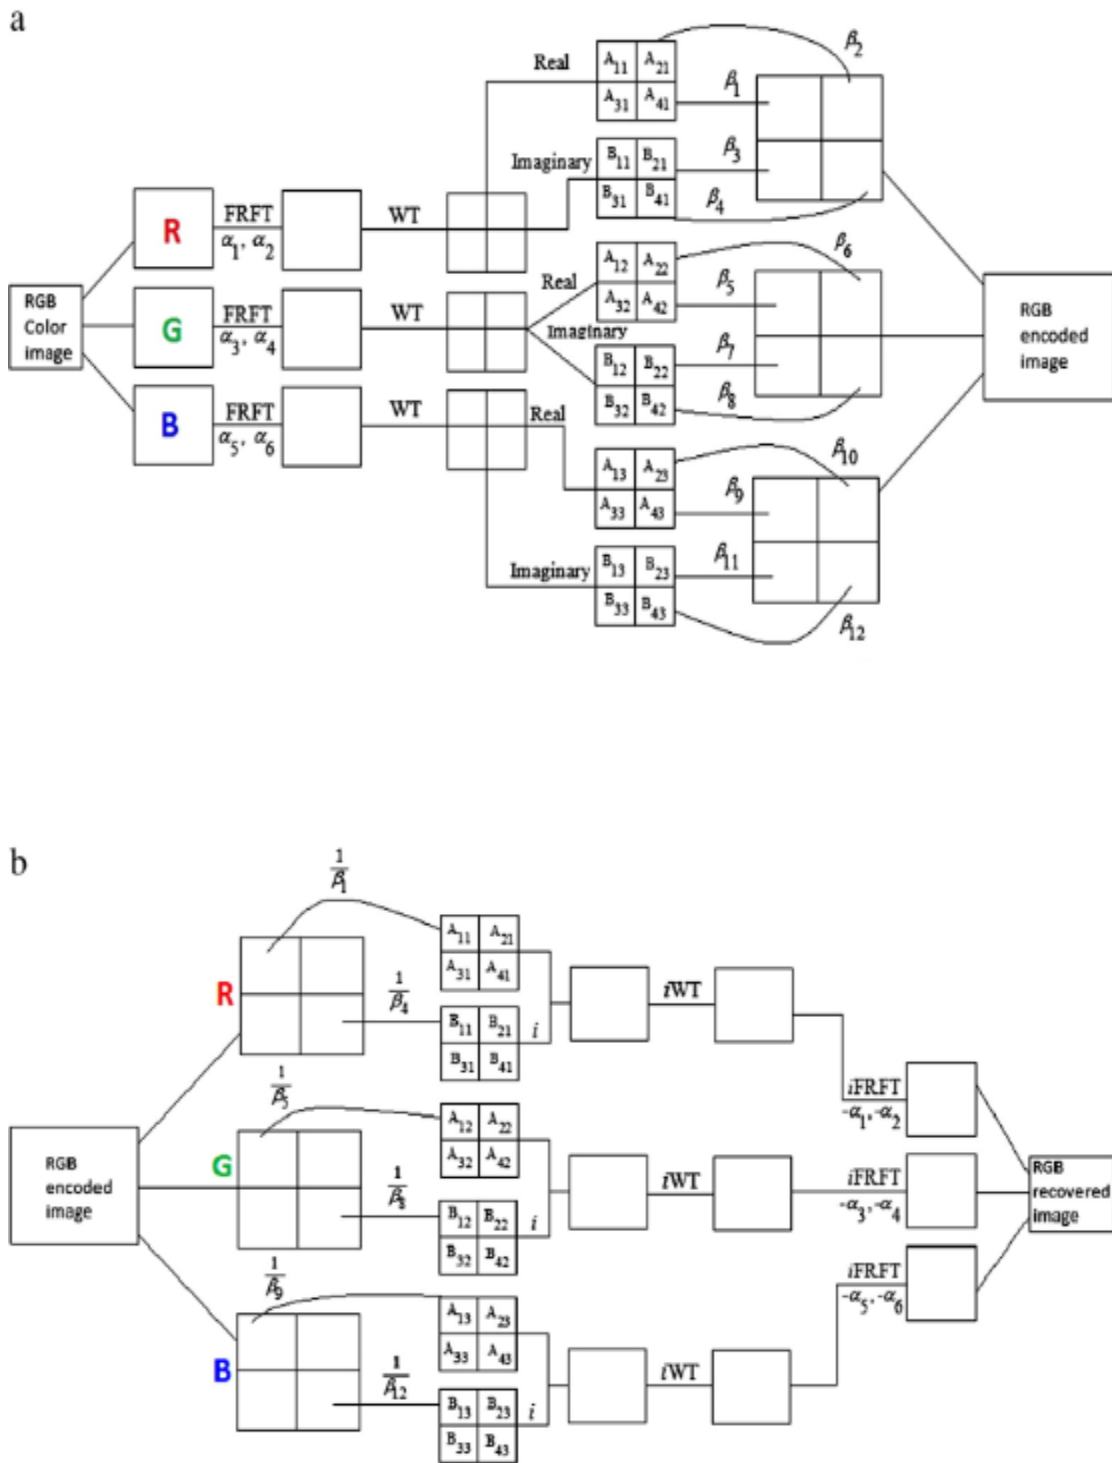 a
Real
A11 A21
A31 A41
β1
β2
Imaginary
B11 B21
B31 B41
β3
β4
RGB
Color
image
R
FRFT
α1, α2
WT
G
FRFT
α3, α4
WT
B
FRFT
α5, α6
WT
Real
A12 A22
A32 A42
β5
β6
Imaginary
B12 B22
B32 B42
β7
β8
Real
A13 A23
A33 A43
β9
β10
Imaginary
B13 B23
B33 B43
β11
β12
RGB
encoded
image
b
RGB
encoded
image
R
1/β1
A11 A21
A31 A41
1/β4
B11 B21
B31 B41
i
iWT
iFRFT
-α1, -α2
G
1/β5
A12 A22
A32 A42
1/β8
B12 B22
B32 B42
i
iWT
iFRFT
-α3, -α4
B
1/β9
A13 A23
A33 A43
1/β12
B13 B23
B33 B43
i
iWT
iFRFT
-α5, -α6
RGB
recovered
image